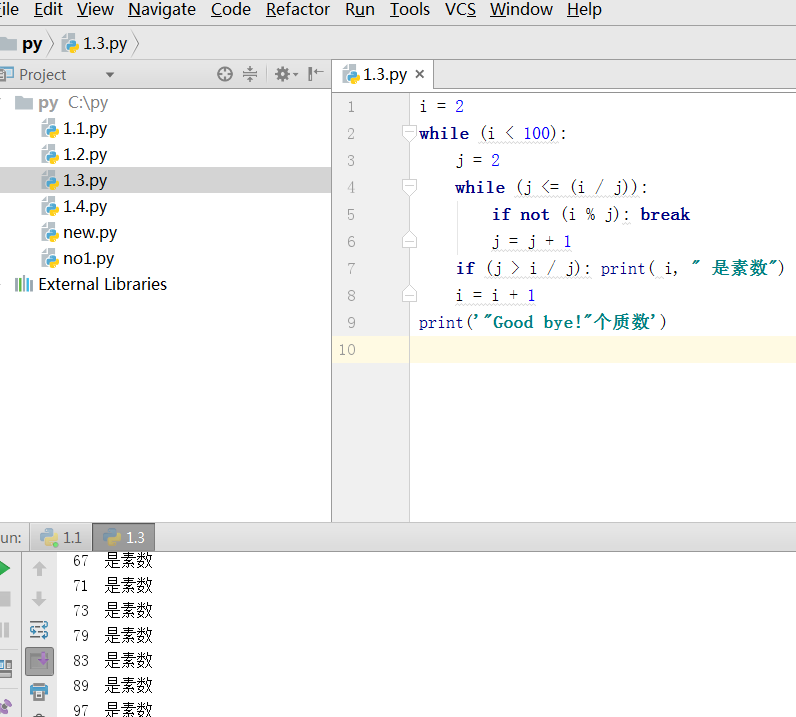 ile Edit View Navigate Code Refactor Run Tools VCS Window Help
py 1.3.py
Project
1.3.py
py C:\py
1.1.py
1.2.py
1.3.py
1.4.py
new.py
no1.py
External Libraries
1 i = 2
2 while (i < 100):
3 j = 2
4 while (j <= (i / j)):
5 if not (i % j): break
6 j = j + 1
7 if (j > i / j): print( i, " 是素数")
8 i = i + 1
9 print('"Good bye!"个质数')
10
un: 1.1 1.3
67 是素数
71 是素数
73 是素数
79 是素数
83 是素数
89 是素数
97 是素数